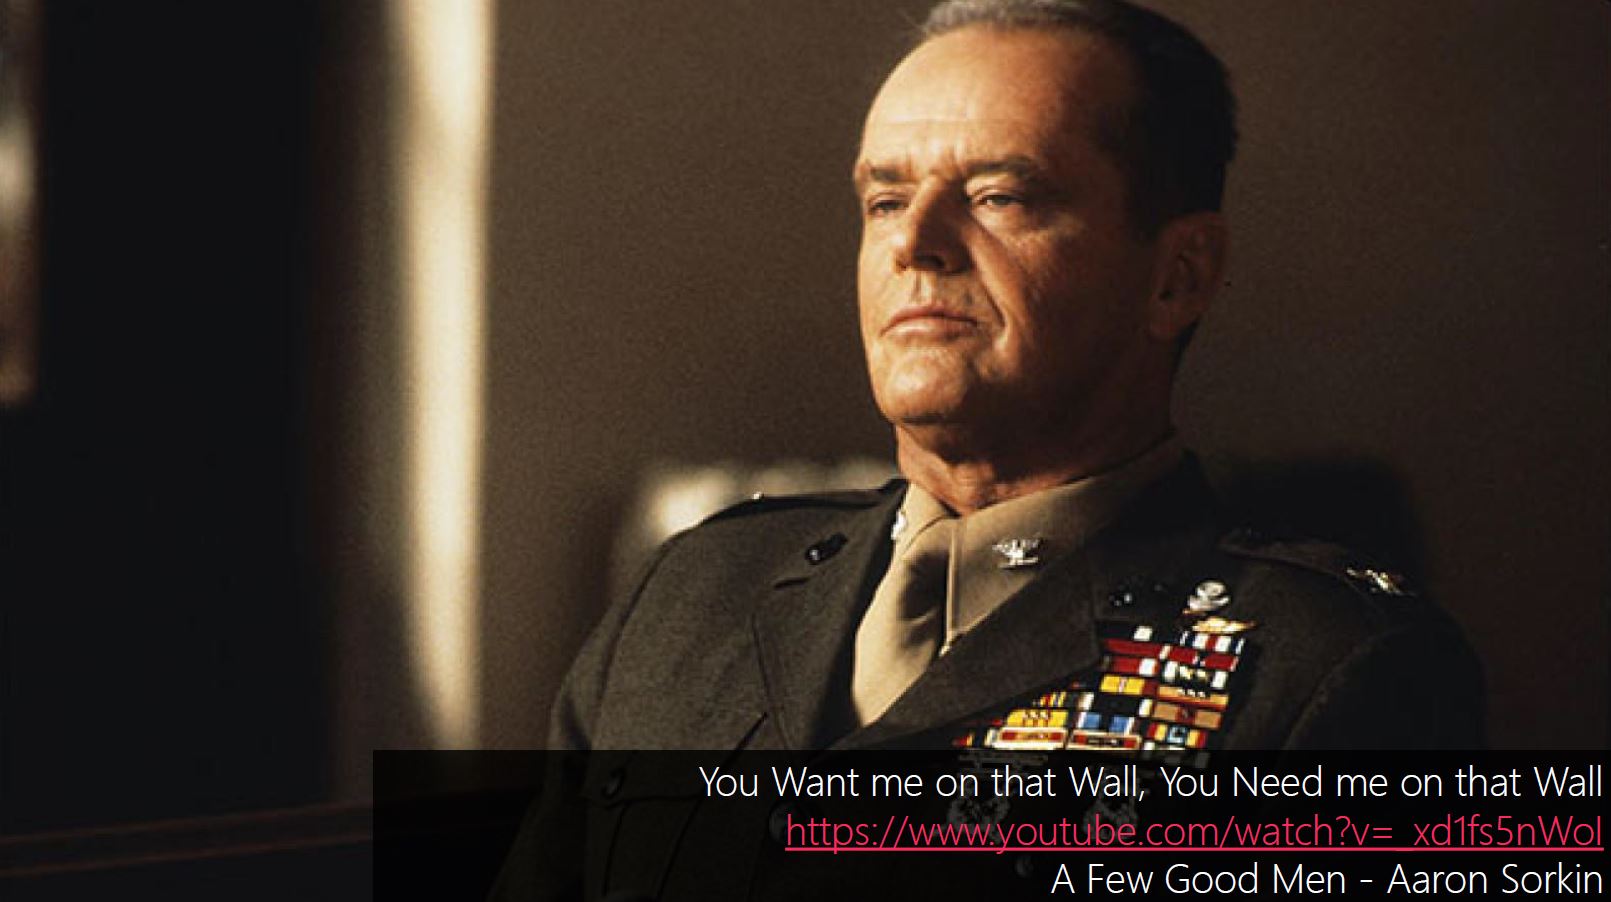 You Want me on that Wall, You Need me on that Wall
https://www.youtube.com/watch?v=_xd1fs5nWoI
A Few Good Men - Aaron Sorkin